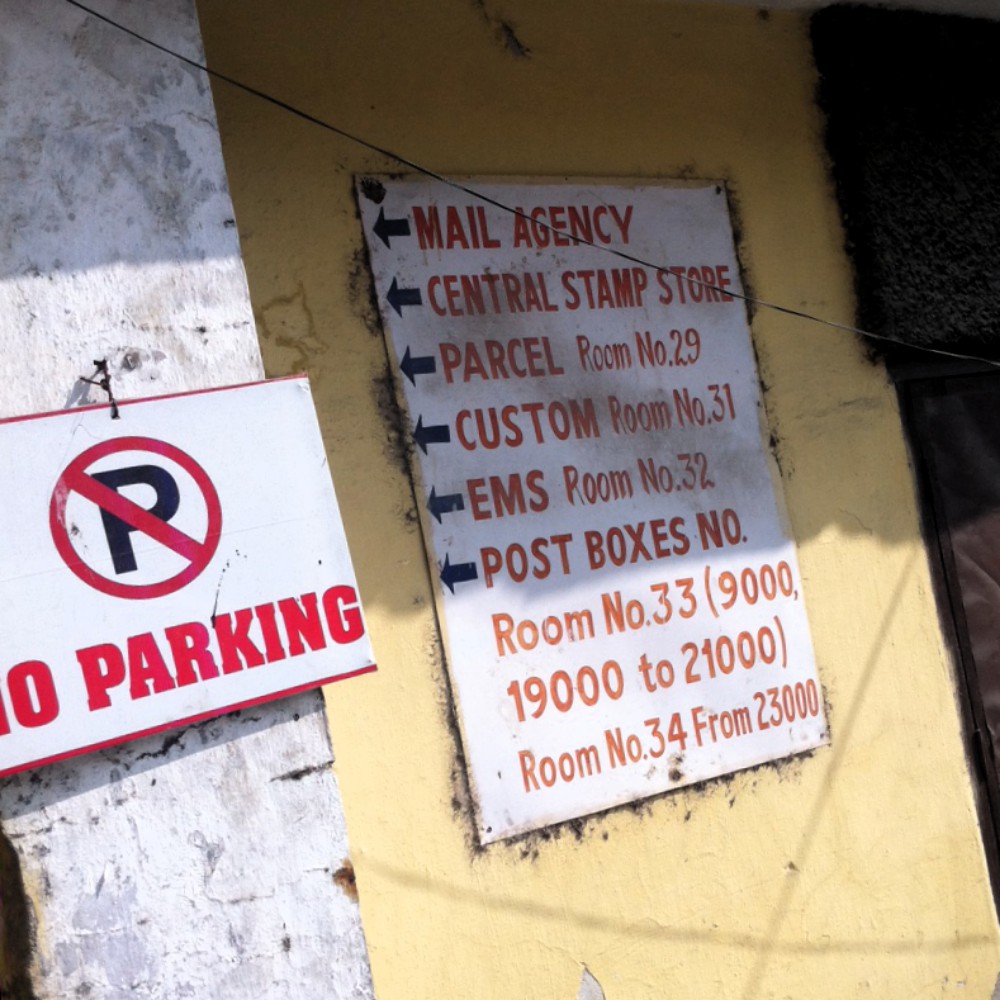 MAIL AGENCY
CENTRAL STAMP STORE
PARCEL Room No.29
CUSTOM Room No.31
EMS Room No.32
POST BOXES NO.
Room No.33 (9000,
19000 to 21000)
Room No.34 From 23000
P
NO PARKING